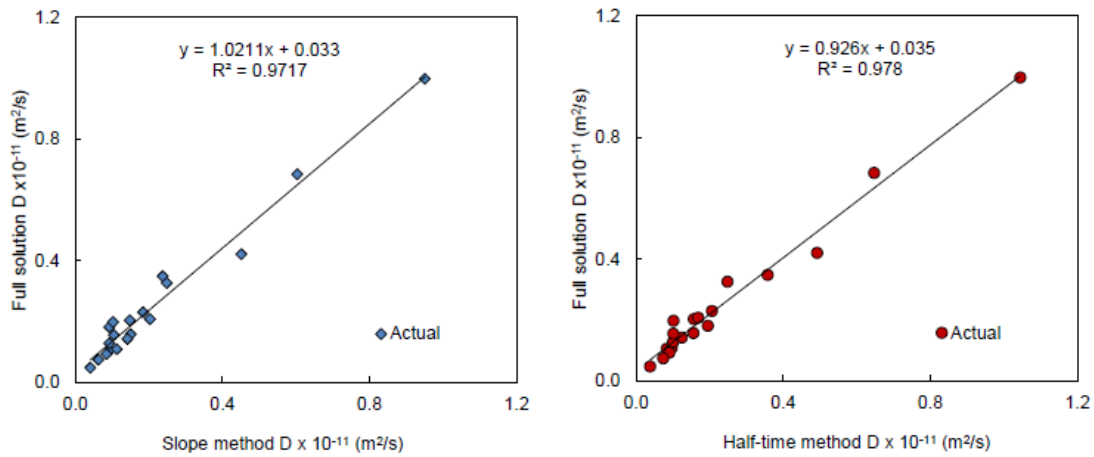 1.2
0.8
0.4
0.0
Full solution D x10⁻¹¹ (m²/s)
y = 1.0211x + 0.033
R² = 0.9717
Actual
0.0 0.4 0.8 1.2
Slope method D x 10⁻¹¹ (m²/s)
1.2
0.8
0.4
0.0
Full solution D x10⁻¹¹ (m²/s)
y = 0.926x + 0.035
R² = 0.978
Actual
0.0 0.4 0.8 1.2
Half-time method D x 10⁻¹¹ (m²/s)